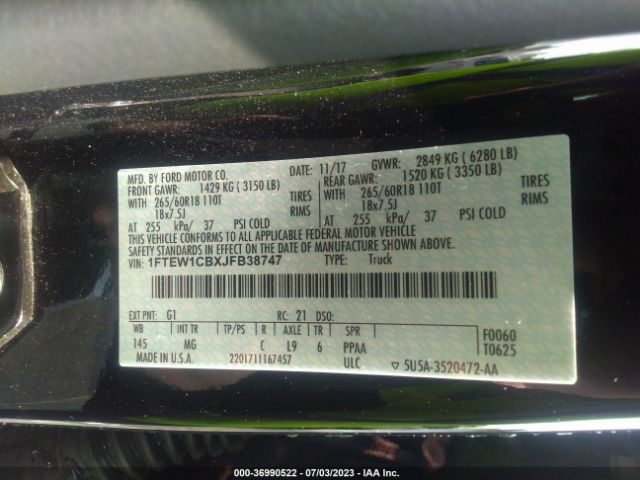 MFD. BY FORD MOTOR CO. DATE: 11/17 GVWR: 2849 KG ( 6280 LB)
FRONT GAWR: 1429 KG ( 3150 LB) REAR GAWR: 1520 KG ( 3350 LB)
WITH 265/60R18 110T TIRES WITH 265/60R18 110T TIRES
18x7.5J RIMS 18x7.5J RIMS
AT 255 kPa/ 37 PSI COLD AT 255 kPa/ 37 PSI COLD
THIS VEHICLE CONFORMS TO ALL APPLICABLE FEDERAL MOTOR VEHICLE
SAFETY STANDARDS IN EFFECT ON THE DATE OF MANUFACTURE SHOWN ABOVE.
VIN: 1FTEW1CBXJFB38747 TYPE: Truck
EXT PNT: G1 RC: 21 DSO:
WB INT TR TP/PS R AXLE TR SPR F0060
145 MG C L9 6 PPAA T0625
MADE IN U.S.A. 2201711167457 ULC ▽ 5U5A-3520472-AA
000-36990522 - 07/03/2023 - IAA Inc.